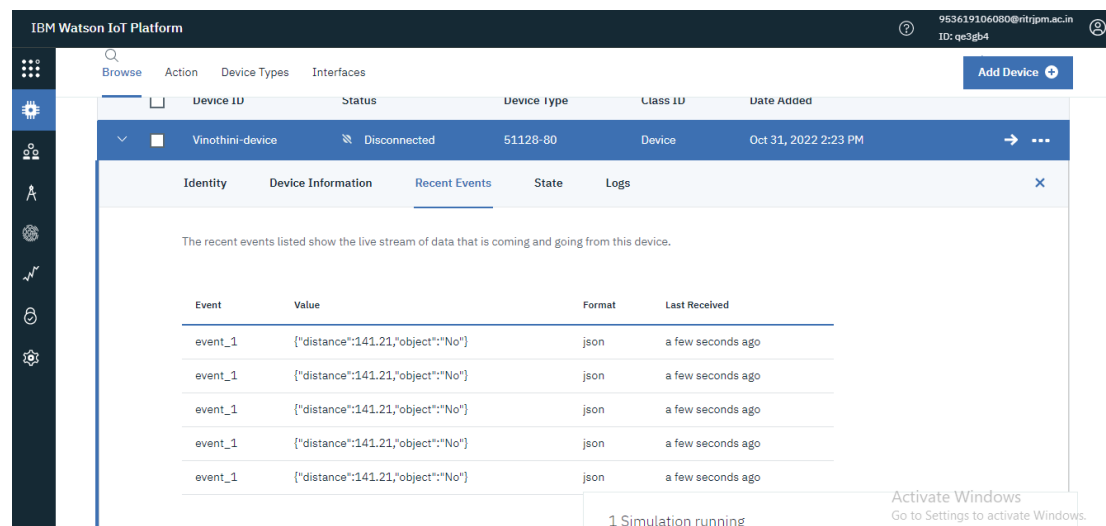 IBM Watson IoT Platform
953619106080@ritrjpm.ac.in
ID: qe3gb4
Browse Action Device Types Interfaces
Add Device
Device ID Status Device Type Class ID Date Added
Vinothini-device Disconnected 51128-80 Device Oct 31, 2022 2:23 PM
Identity Device Information Recent Events State Logs
The recent events listed show the live stream of data that is coming and going from this device.
Event Value Format Last Received
event_1 {"distance":141.21,"object":"No"} json a few seconds ago
event_1 {"distance":141.21,"object":"No"} json a few seconds ago
event_1 {"distance":141.21,"object":"No"} json a few seconds ago
event_1 {"distance":141.21,"object":"No"} json a few seconds ago
event_1 {"distance":141.21,"object":"No"} json a few seconds ago
Activate Windows
Go to Settings to activate Windows.
1 Simulation running